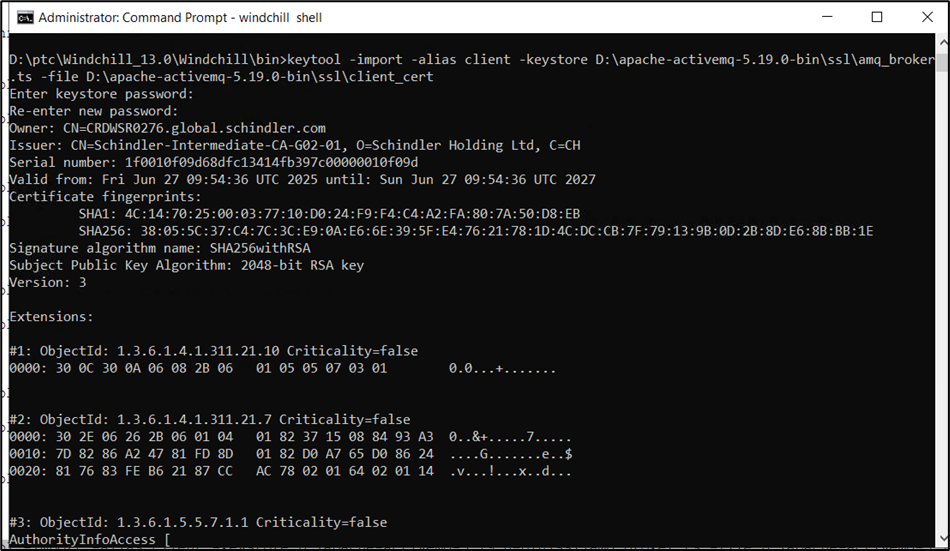 Administrator: Command Prompt - windchill  shell
D:\ptc\Windchill_13.0\Windchill\bin>keytool -import -alias client -keystore D:\apache-activemq-5.19.0-bin\ssl\amq_broker
.ts -file D:\apache-activemq-5.19.0-bin\ssl\client_cert
Enter keystore password:
Re-enter new password:
Owner: CN=CRDWSR0276.global.schindler.com
Issuer: CN=Schindler-Intermediate-CA-G02-01, O=Schindler Holding Ltd, C=CH
Serial number: 1f0010f09d68dfc13414fb397c00000010f09d
Valid from: Fri Jun 27 09:54:36 UTC 2025 until: Sun Jun 27 09:54:36 UTC 2027
Certificate fingerprints:
         SHA1: 4C:14:70:25:00:03:77:10:D0:24:F9:F4:C4:A2:FA:80:7A:50:D8:EB
         SHA256: 38:05:5C:37:C4:7C:3C:E9:0A:E6:6E:39:5F:E4:76:21:78:1D:4C:DC:CB:7F:79:13:9B:0D:2B:8D:E6:8B:BB:1E
Signature algorithm name: SHA256withRSA
Subject Public Key Algorithm: 2048-bit RSA key
Version: 3
Extensions:
#1: ObjectId: 1.3.6.1.4.1.311.21.10 Criticality=false
0000: 30 0C 30 0A 06 08 2B 06   01 05 05 07 03 01        0.0...+.......
#2: ObjectId: 1.3.6.1.4.1.311.21.7 Criticality=false
0000: 30 2E 06 26 2B 06 01 04   01 82 37 15 08 84 93 A3  0..&+.....7.....
0010: 7D 82 86 A2 47 81 FD 8D   01 82 D0 A7 65 D0 86 24  ....G.......e..$
0020: 81 76 83 FE B6 21 87 CC   AC 78 02 01 64 02 01 14  .v...!...x..d...
#3: ObjectId: 1.3.6.1.5.5.7.1.1 Criticality=false
AuthorityInfoAccess [